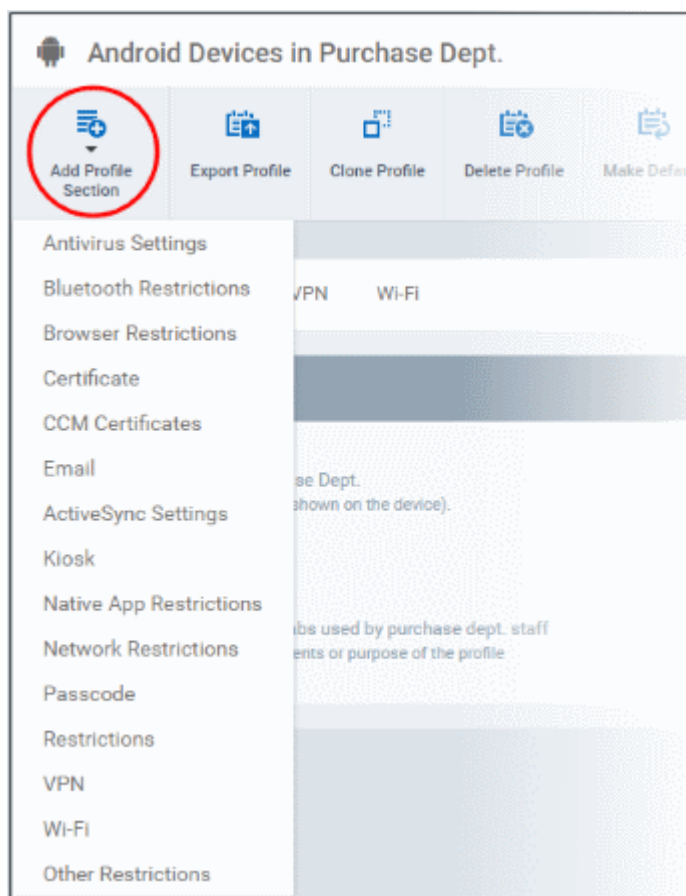 Android Devices in Purchase Dept.
Add Profile
Section
Export Profile
Clone Profile
Delete Profile
Make Defau
Antivirus Settings
Bluetooth Restrictions
VPN
Wi-Fi
Browser Restrictions
Certificate
CCM Certificates
Email
se Dept.
shown on the device).
ActiveSync Settings
Kiosk
Native App Restrictions
abs used by purchase dept. staff
Network Restrictions
ents or purpose of the profile
Passcode
Restrictions
VPN
Wi-Fi
Other Restrictions